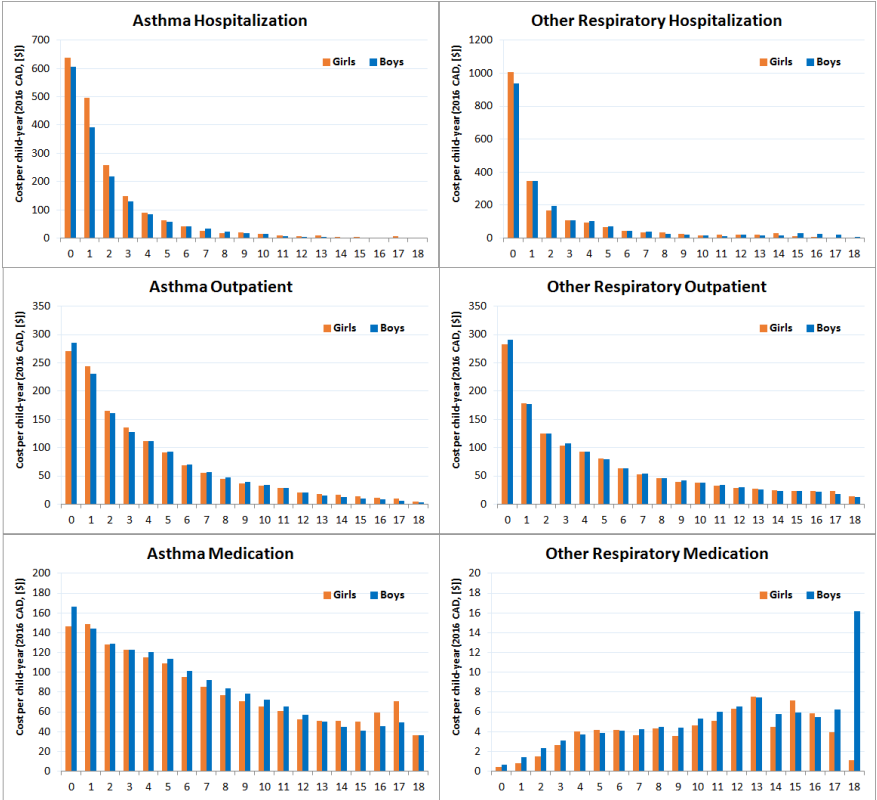 Asthma Hospitalization
Cost per child-year (2016 CAD, [$])
700
600
500
400
300
200
100
0
Girls Boys
0 1 2 3 4 5 6 7 8 9 10 11 12 13 14 15 16 17 18
Other Respiratory Hospitalization
Cost per child-year (2016 CAD, [$])
1200
1000
800
600
400
200
0
Girls Boys
0 1 2 3 4 5 6 7 8 9 10 11 12 13 14 15 16 17 18
Asthma Outpatient
Cost per child-year (2016 CAD, [$])
350
300
250
200
150
100
50
0
Girls Boys
0 1 2 3 4 5 6 7 8 9 10 11 12 13 14 15 16 17 18
Other Respiratory Outpatient
Cost per child-year (2016 CAD, [$])
350
300
250
200
150
100
50
0
Girls Boys
0 1 2 3 4 5 6 7 8 9 10 11 12 13 14 15 16 17 18
Asthma Medication
Cost per child-year (2016 CAD, [$])
200
180
160
140
120
100
80
60
40
20
0
Girls Boys
0 1 2 3 4 5 6 7 8 9 10 11 12 13 14 15 16 17 18
Other Respiratory Medication
Cost per child-year (2016 CAD, [$])
20
18
16
14
12
10
8
6
4
2
0
Girls Boys
0 1 2 3 4 5 6 7 8 9 10 11 12 13 14 15 16 17 18